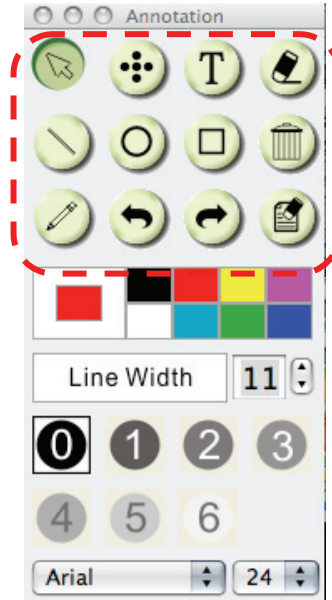 Annotation
T
Line Width 11
0 1 2 3
4 5 6
Arial 24